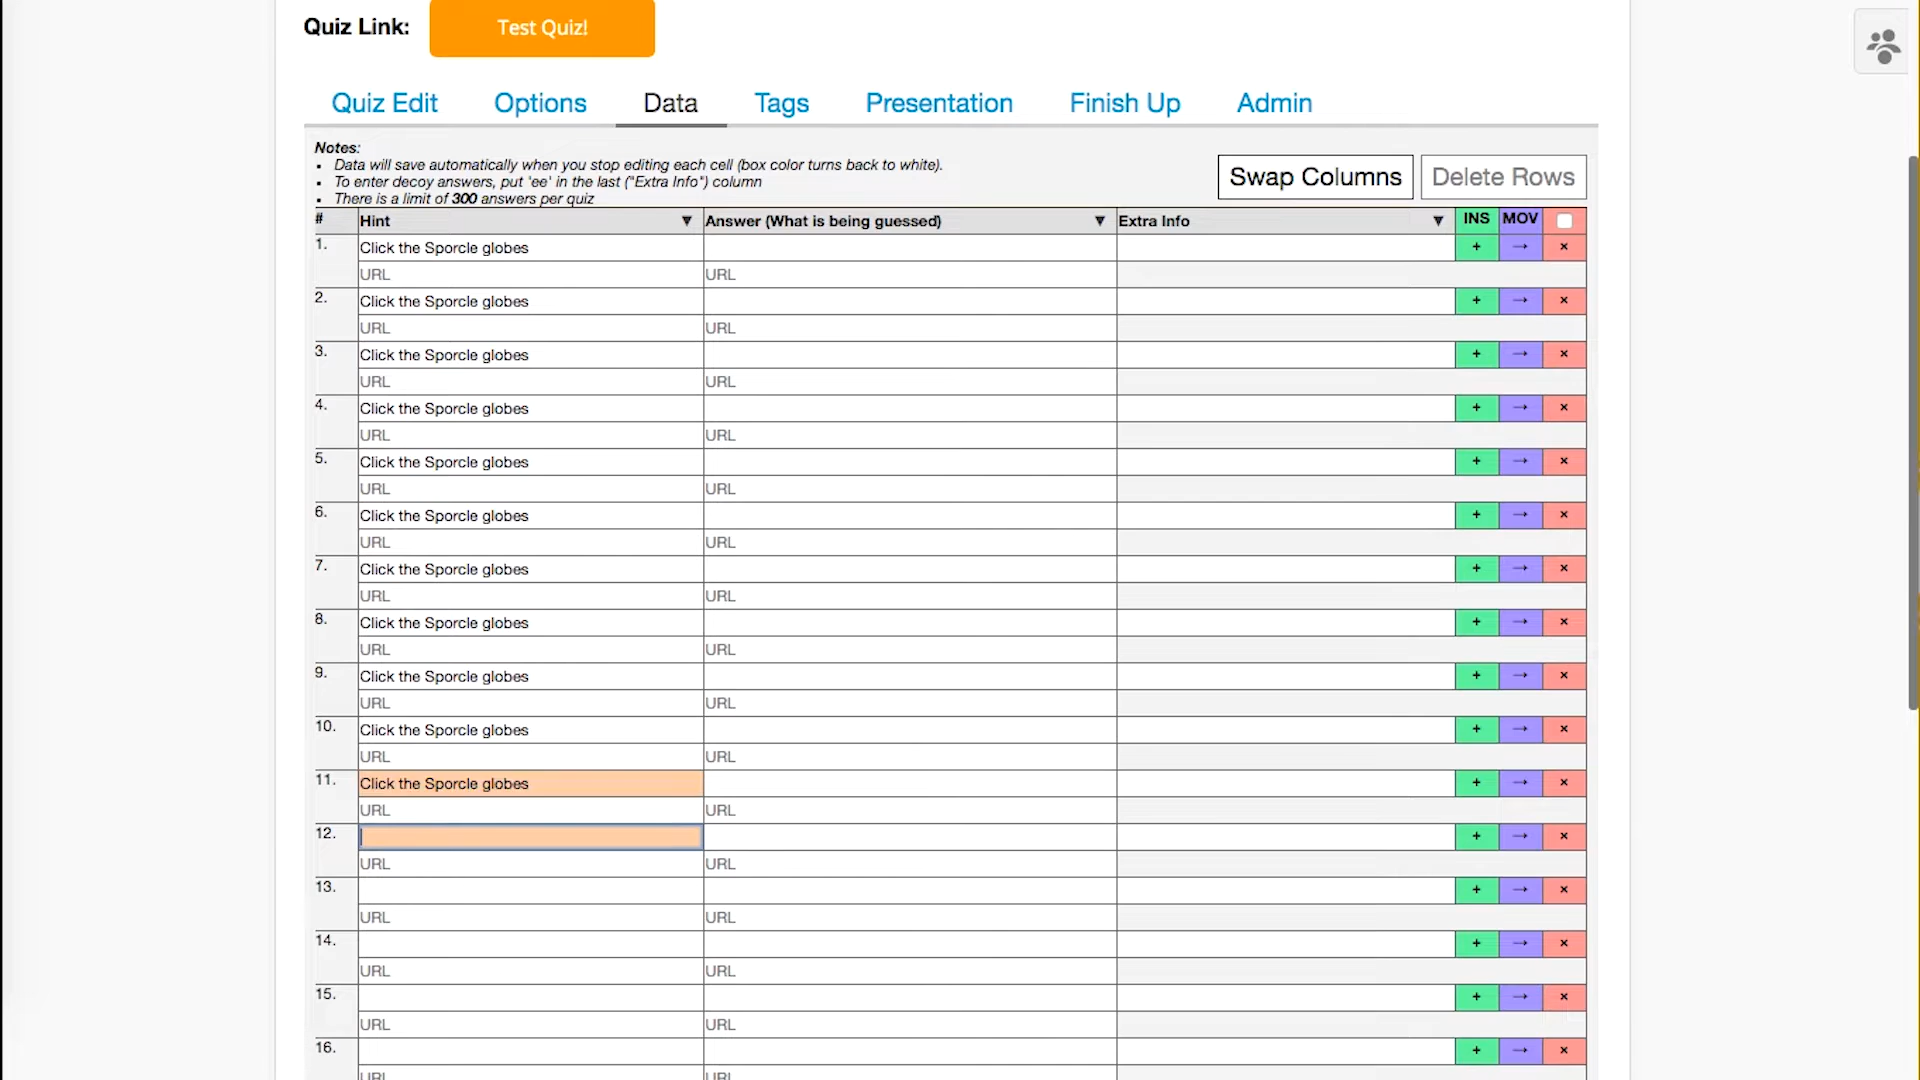 Quiz Link: Test Quiz!
Quiz Edit Options Data Tags Presentation Finish Up Admin
Notes:
• Data will save automatically when you stop editing each cell (box color turns back to white).
• To enter decoy answers, put 'ee' in the last ("Extra Info") column
• There is a limit of 300 answers per quiz
Swap Columns Delete Rows
# Hint ▼ Answer (What is being guessed) ▼ Extra Info ▼ INS MOV
1. Click the Sporcle globes + → ×
URL URL
2. Click the Sporcle globes + → ×
URL URL
3. Click the Sporcle globes + → ×
URL URL
4. Click the Sporcle globes + → ×
URL URL
5. Click the Sporcle globes + → ×
URL URL
6. Click the Sporcle globes + → ×
URL URL
7. Click the Sporcle globes + → ×
URL URL
8. Click the Sporcle globes + → ×
URL URL
9. Click the Sporcle globes + → ×
URL URL
10. Click the Sporcle globes + → ×
URL URL
11. Click the Sporcle globes + → ×
URL URL
12. + → ×
URL URL
13. + → ×
URL URL
14. + → ×
URL URL
15. + → ×
URL URL
16. + → ×
URL URL